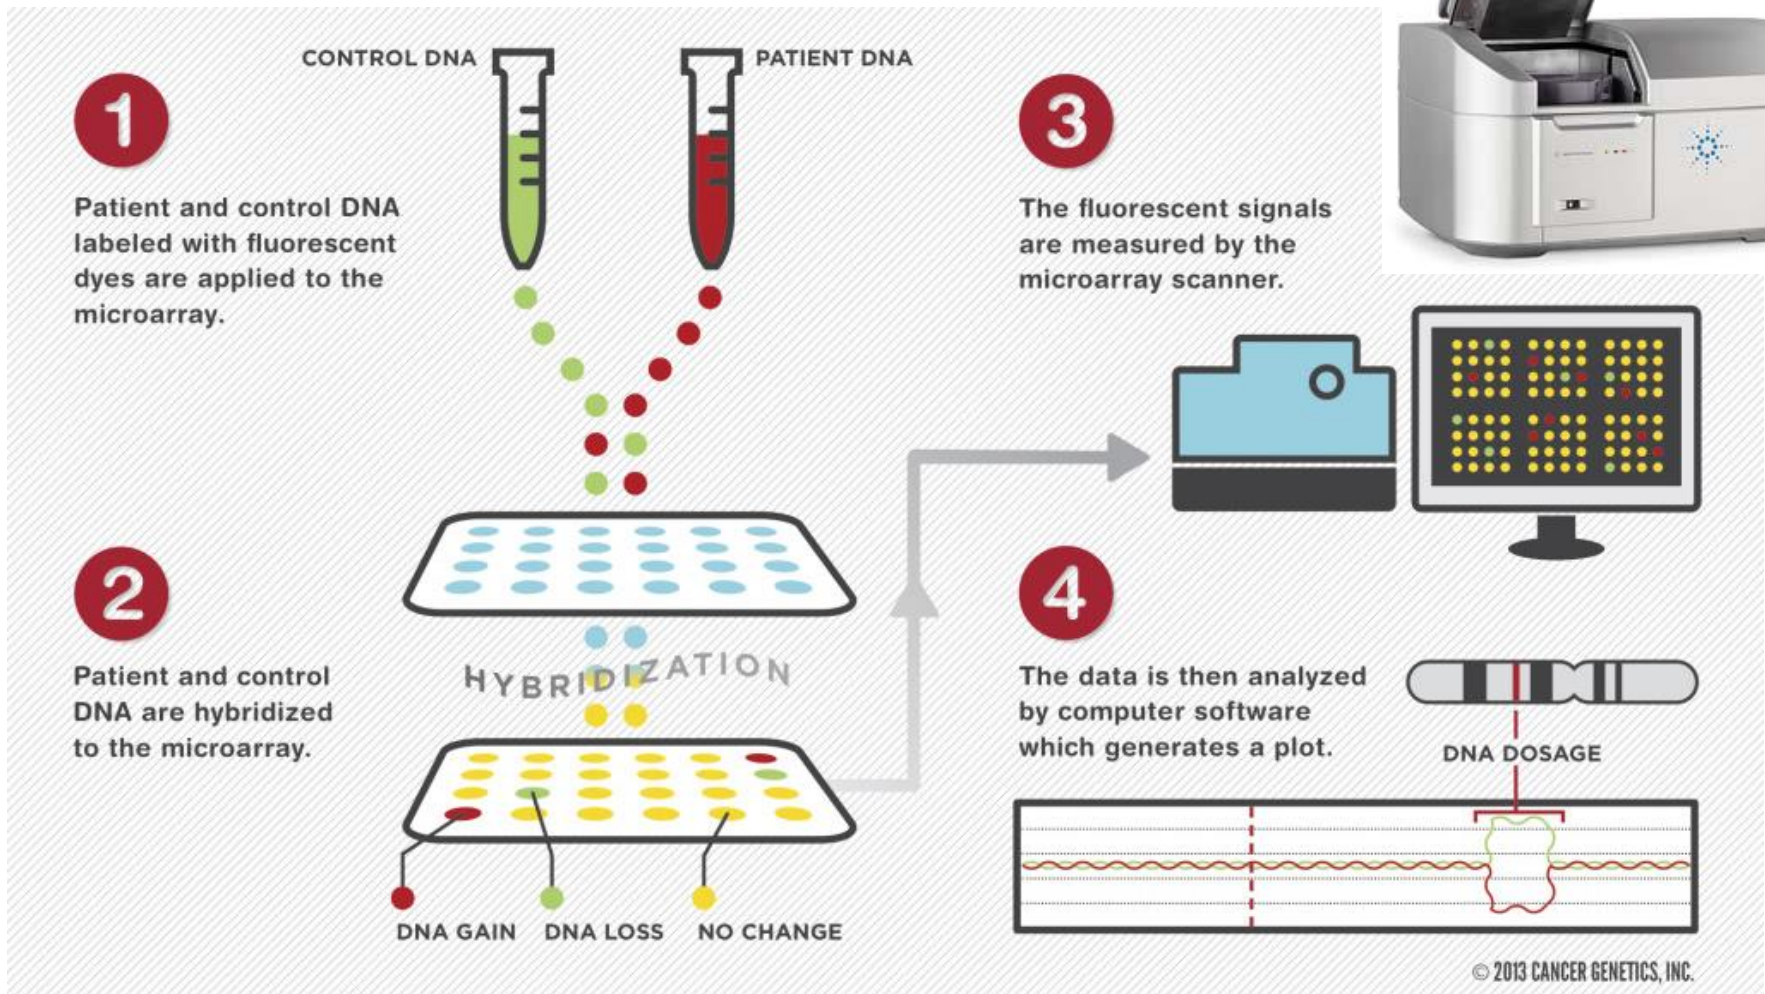 CONTROL DNA
PATIENT DNA
1
Patient and control DNA
labeled with fluorescent
dyes are applied to the
microarray.
2
Patient and control
DNA are hybridized
to the microarray.
HYBRIDIZATION
DNA GAIN
DNA LOSS
NO CHANGE
3
The fluorescent signals
are measured by the
microarray scanner.
4
The data is then analyzed
by computer software
which generates a plot.
DNA DOSAGE
© 2013 CANCER GENETICS, INC.